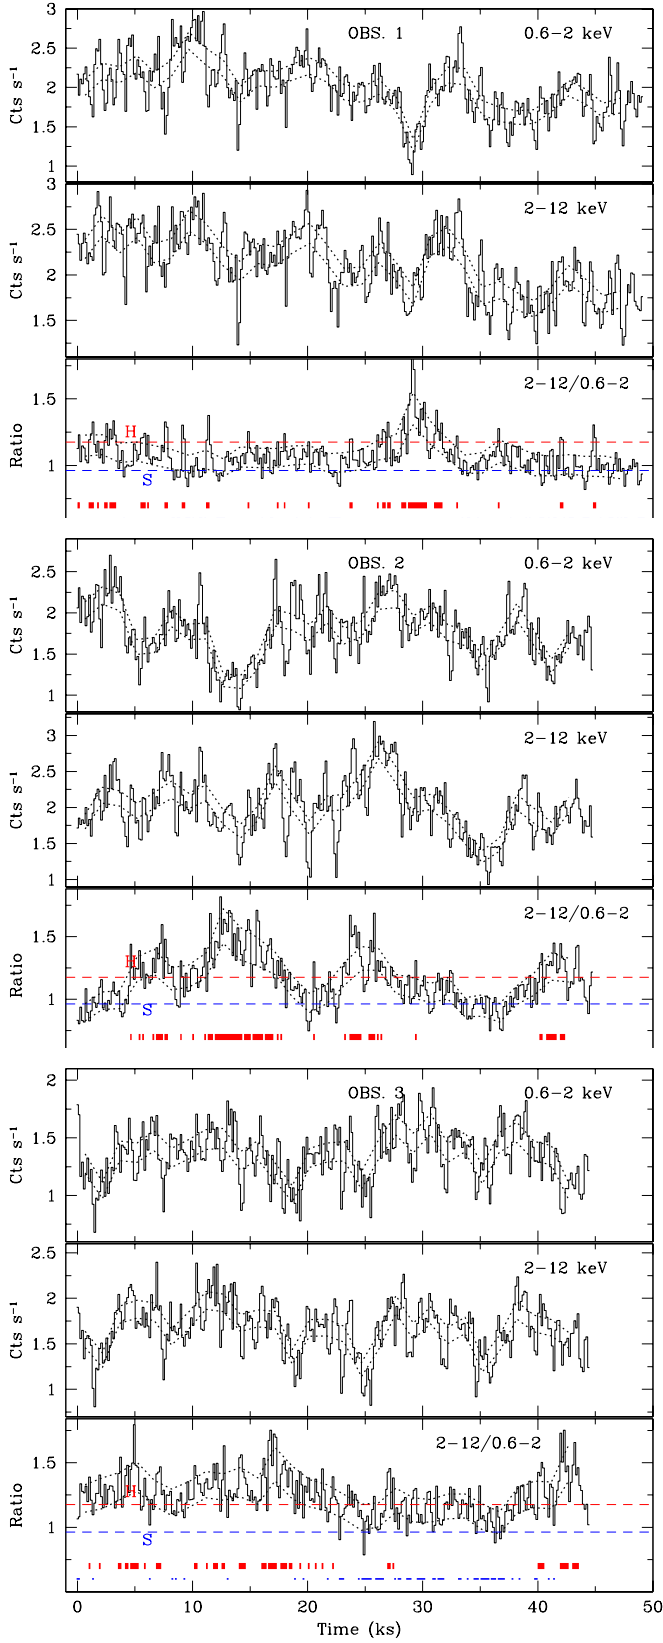 3
OBS. 1 0.6−2 keV
2.5
Cts s⁻¹
2
1.5
1
3
2−12 keV
2.5
Cts s⁻¹
2
1.5
2−12/0.6−2
1.5
H
Ratio
1
S
OBS. 2 0.6−2 keV
2.5
Cts s⁻¹
2
1.5
1
3
2−12 keV
2.5
Cts s⁻¹
2
1.5
1
2−12/0.6−2
1.5
H
Ratio
1
S
2
OBS. 3 0.6−2 keV
1.5
Cts s⁻¹
1
2.5
2−12 keV
2
Cts s⁻¹
1.5
1
2−12/0.6−2
1.5
H
Ratio
1
S
0 10 20 30 40 50
Time (ks)